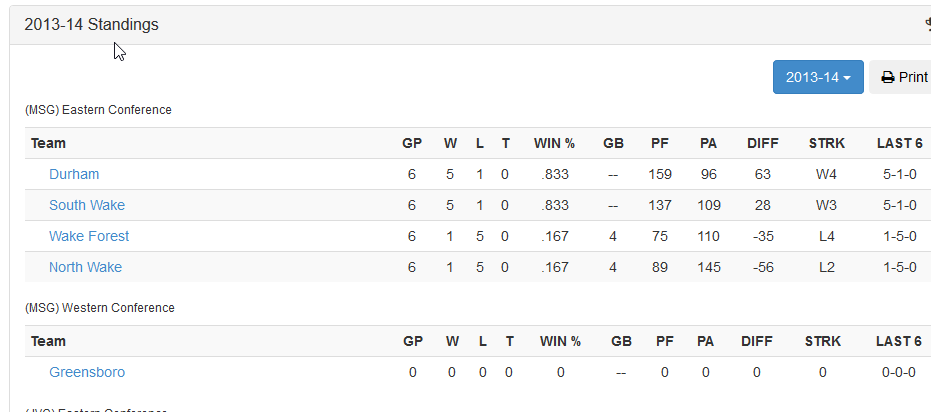 2013-14 Standings
2013-14 Print
(MSG) Eastern Conference
Team GP W L T WIN % GB PF PA DIFF STRK LAST 6
Durham 6 5 1 0 .833 -- 159 96 63 W4 5-1-0
South Wake 6 5 1 0 .833 -- 137 109 28 W3 5-1-0
Wake Forest 6 1 5 0 .167 4 75 110 -35 L4 1-5-0
North Wake 6 1 5 0 .167 4 89 145 -56 L2 1-5-0
(MSG) Western Conference
Team GP W L T WIN % GB PF PA DIFF STRK LAST 6
Greensboro 0 0 0 0 0 -- 0 0 0 0 0-0-0
Eastern Conference